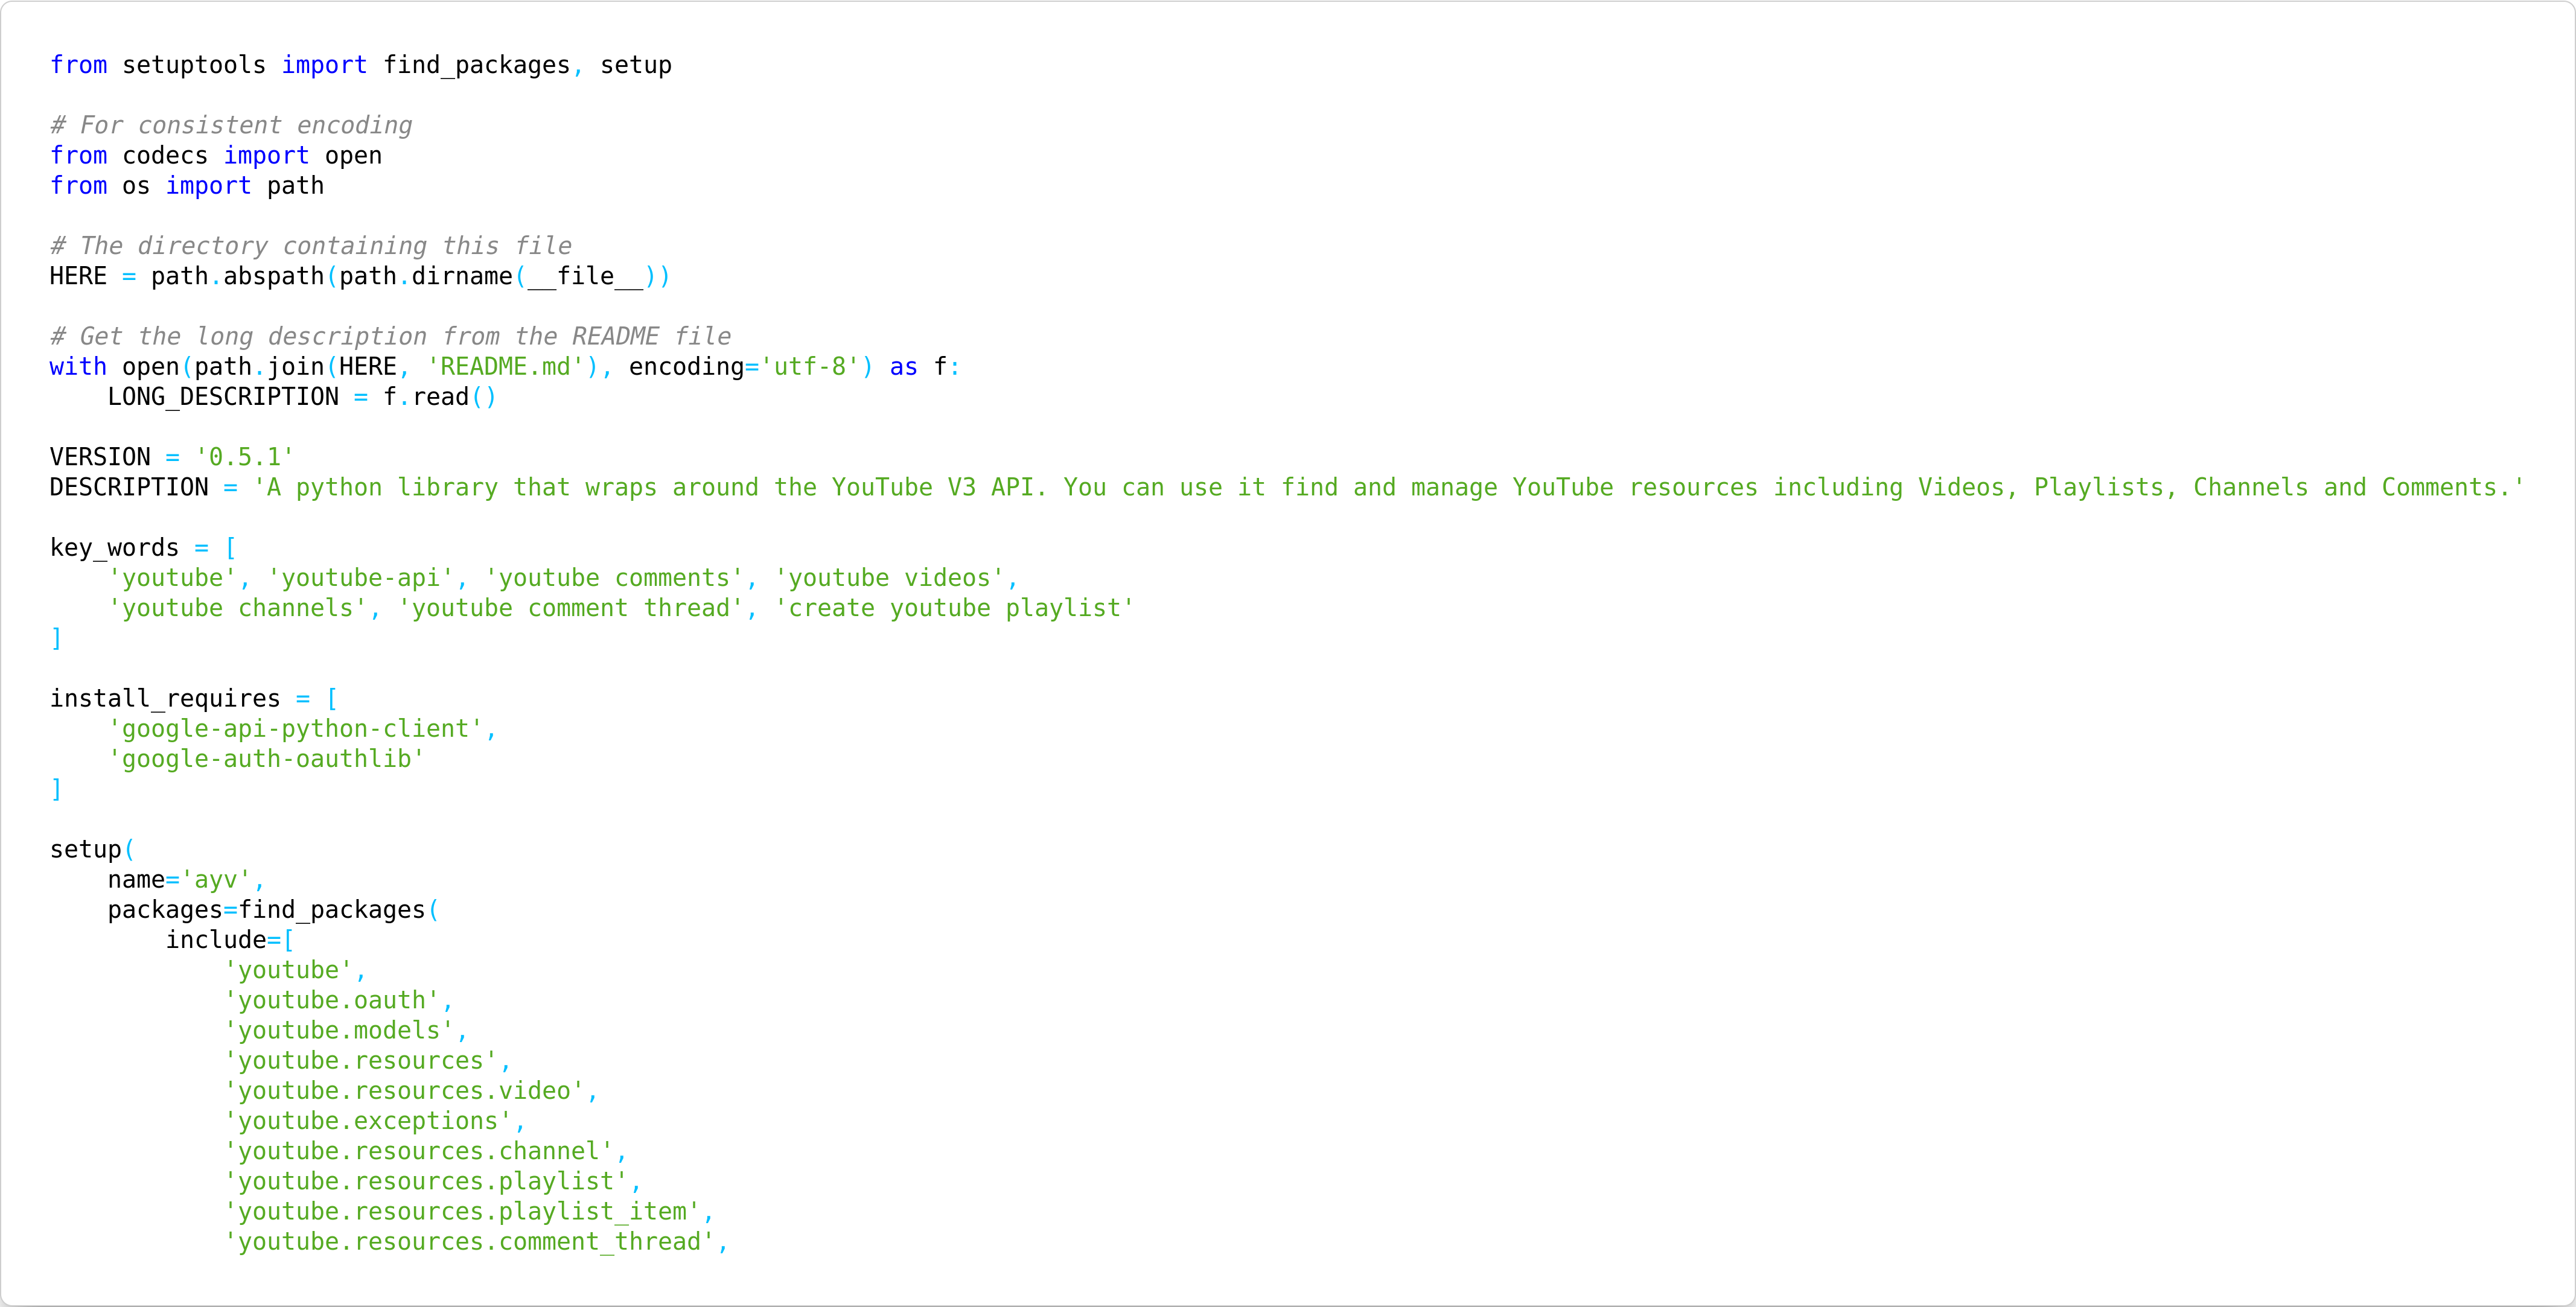 from setuptools import find_packages, setup

# For consistent encoding
from codecs import open
from os import path

# The directory containing this file
HERE = path.abspath(path.dirname(__file__))

# Get the long description from the README file
with open(path.join(HERE, 'README.md'), encoding='utf-8') as f:
    LONG_DESCRIPTION = f.read()

VERSION = '0.5.1'
DESCRIPTION = 'A python library that wraps around the YouTube V3 API. You can use it find and manage YouTube resources including Videos, Playlists, Channels and Comments.'

key_words = [
    'youtube', 'youtube-api', 'youtube comments', 'youtube videos',
    'youtube channels', 'youtube comment thread', 'create youtube playlist'
]

install_requires = [
    'google-api-python-client',
    'google-auth-oauthlib'
]

setup(
    name='ayv',
    packages=find_packages(
        include=[
            'youtube',
            'youtube.oauth',
            'youtube.models',
            'youtube.resources',
            'youtube.resources.video',
            'youtube.exceptions',
            'youtube.resources.channel',
            'youtube.resources.playlist',
            'youtube.resources.playlist_item',
            'youtube.resources.comment_thread',